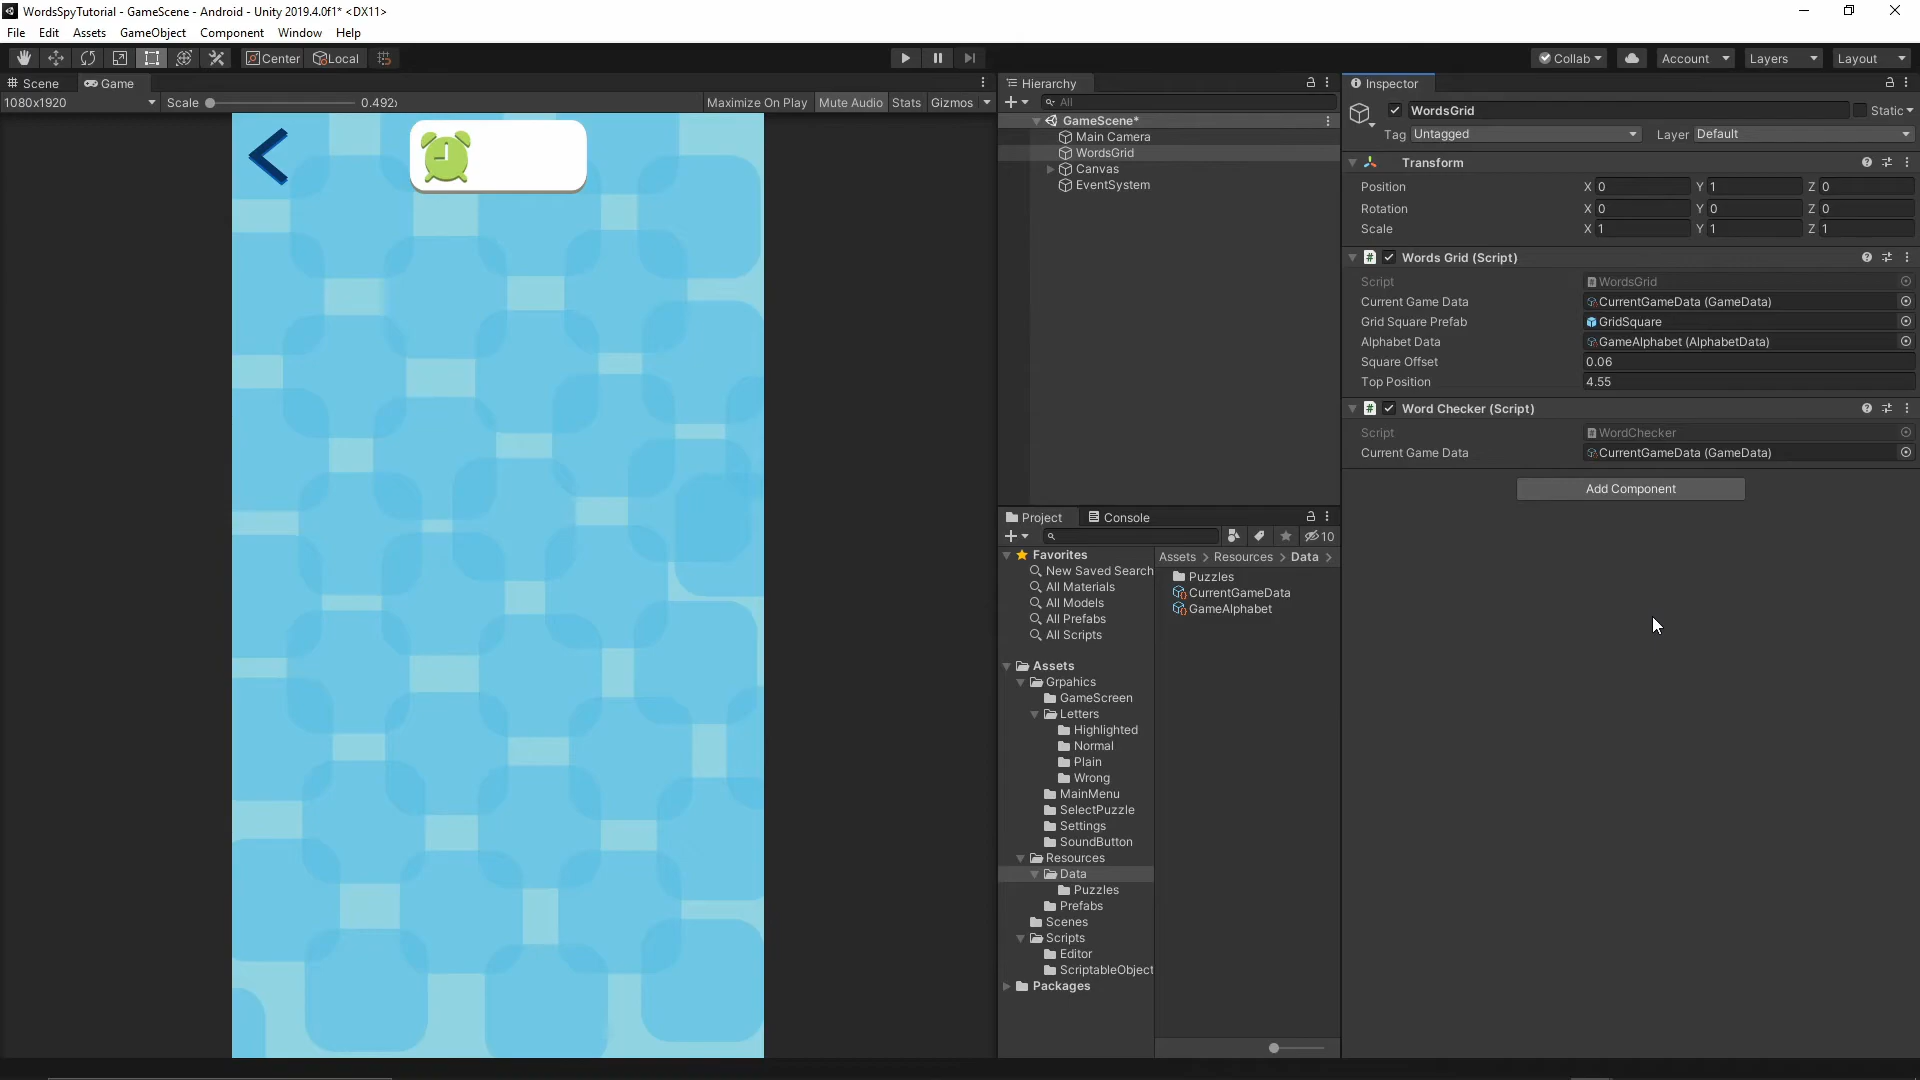 WordsSpyTutorial - GameScene - Android - Unity 2019.4.0f1* <DX11>
File Edit Assets GameObject Component Window Help
Center Local Collab Account Layers Layout
Scene Game
1080x1920 Scale 0.492x Maximize On Play Mute Audio Stats Gizmos
Hierarchy
All
GameScene*
Main Camera
WordsGrid
Canvas
EventSystem
Project Console
10
Favorites
New Saved Search
All Materials
All Models
All Prefabs
All Scripts
Assets
Grpahics
GameScreen
Letters
Highlighted
Normal
Plain
Wrong
MainMenu
SelectPuzzle
Settings
SoundButton
Resources
Data
Puzzles
Prefabs
Scenes
Scripts
Editor
ScriptableObject
Packages
Assets > Resources > Data >
Puzzles
CurrentGameData
GameAlphabet
Inspector
WordsGrid Static
Tag Untagged Layer Default
Transform
Position X 0 Y 1 Z 0
Rotation X 0 Y 0 Z 0
Scale X 1 Y 1 Z 1
Words Grid (Script)
Script WordsGrid
Current Game Data CurrentGameData (GameData)
Grid Square Prefab GridSquare
Alphabet Data GameAlphabet (AlphabetData)
Square Offset 0.06
Top Position 4.55
Word Checker (Script)
Script WordChecker
Current Game Data CurrentGameData (GameData)
Add Component